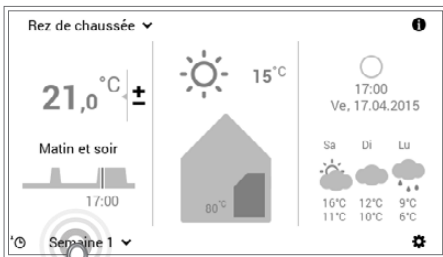 Rez de chaussée
21,0 °C ±
15°C
17:00
Ve, 17.04.2015
Matin et soir
17:00
80°C
Sa Di Lu
16°C 12°C 9°C
11°C 10°C 6°C
Semaine 1